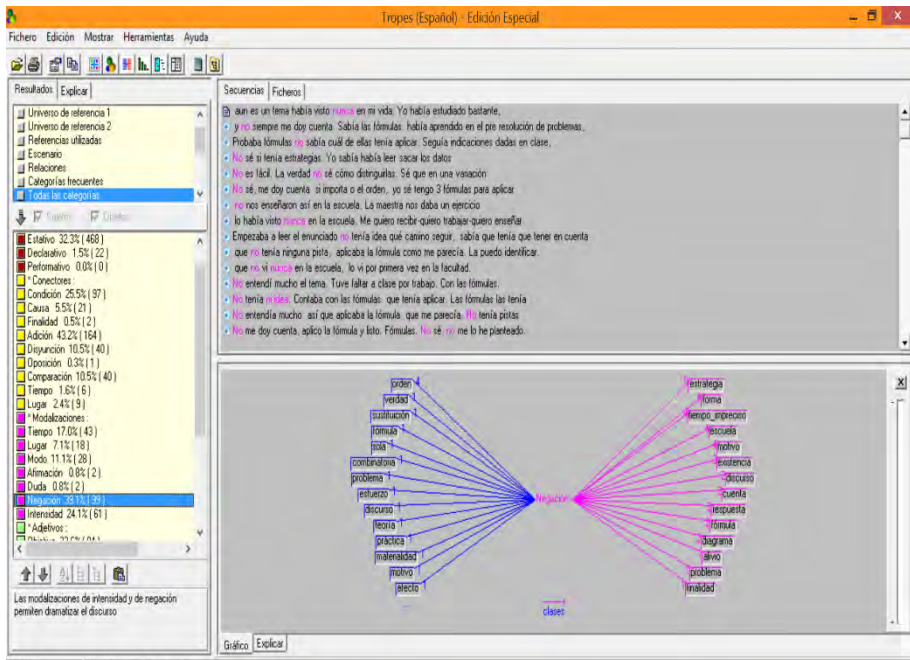 Tropes (Español) - Edición Especial
Fichero Edición Mostrar Herramientas Ayuda
Resultados Explicar
Universo de referencia 1
Universo de referencia 2
Referencias utilizadas
Escenario
Relaciones
Categorías frecuentes
Todas las categorías
Estativo 32.3% ( 468 )
Declarativo 1.5% ( 22 )
Performativo 0.0% ( 0 )
* Conectores :
Condición 25.5% ( 97 )
Causa 5.5% ( 21 )
Finalidad 0.5% ( 2 )
Adición 43.2% ( 164 )
Disyunción 10.5% ( 40 )
Oposición 0.3% ( 1 )
Comparación 10.5% ( 40 )
Tiempo 1.6% ( 6 )
Lugar 2.4% ( 9 )
* Modalizaciones :
Tiempo 17.0% ( 43 )
Lugar 7.1% ( 18 )
Modo 11.1% ( 28 )
Afirmación 0.8% ( 2 )
Duda 0.8% ( 2 )
Negación 39.1% ( 99 )
Intensidad 24.1% ( 61 )
* Adjetivos :
Las modalizaciones de intensidad y de negación
permiten dramatizar el discurso
Secuencias Ficheros
aun es un tema había visto nunca en mi vida. Yo había estudiado bastante,
y no siempre me doy cuenta. Sabía las fórmulas. había aprendido en el pre resolución de problemas,
Probaba fórmulas no sabía cuál de ellas tenía aplicar. Seguía indicaciones dadas en clase,
No sé si tenía estrategias. Yo sabía había leer sacar los datos
No es fácil. La verdad no sé cómo distinguirlas. Sé que en una variación
No sé, me doy cuenta si importa o el orden, yo sé tengo 3 fórmulas para aplicar
no nos enseñaron así en la escuela. La maestra nos daba un ejercicio
lo había visto nunca en la escuela. Me quiero recibir-quiero trabajar-quero enseñar
Empezaba a leer el enunciado no tenía idea qué camino seguir, sabía que tenía que tener en cuenta
que no tenía ninguna pista, aplicaba la fórmula como me parecía. La puedo identificar.
que no vi nunca en la escuela, lo vi por primera vez en la facultad.
No entendí mucho el tema. Tuve faltar a clase por trabajo. Con las fórmulas.
No tenía Contaba con las fórmulas. que tenía aplicar. Las fórmulas las tenía
No entendía mucho así que aplicaba la fórmula que me parecía. No tenía pistas
No me doy cuenta, aplico la fórmula y listo. Fórmulas. No sé, no me lo he planteado.
orden
verdad
sustitución
fórmula
sola
combinatoria
problema
esfuerzo
discurso
teoría
práctica
materialidad
motivo
efecto
Negación
estrategia
forma
tiempo_impreciso
escuela
motivo
existencia
discurso
cuenta
respuesta
fórmula
diagrama
alivio
problema
finalidad
clases
Gráfico Explicar